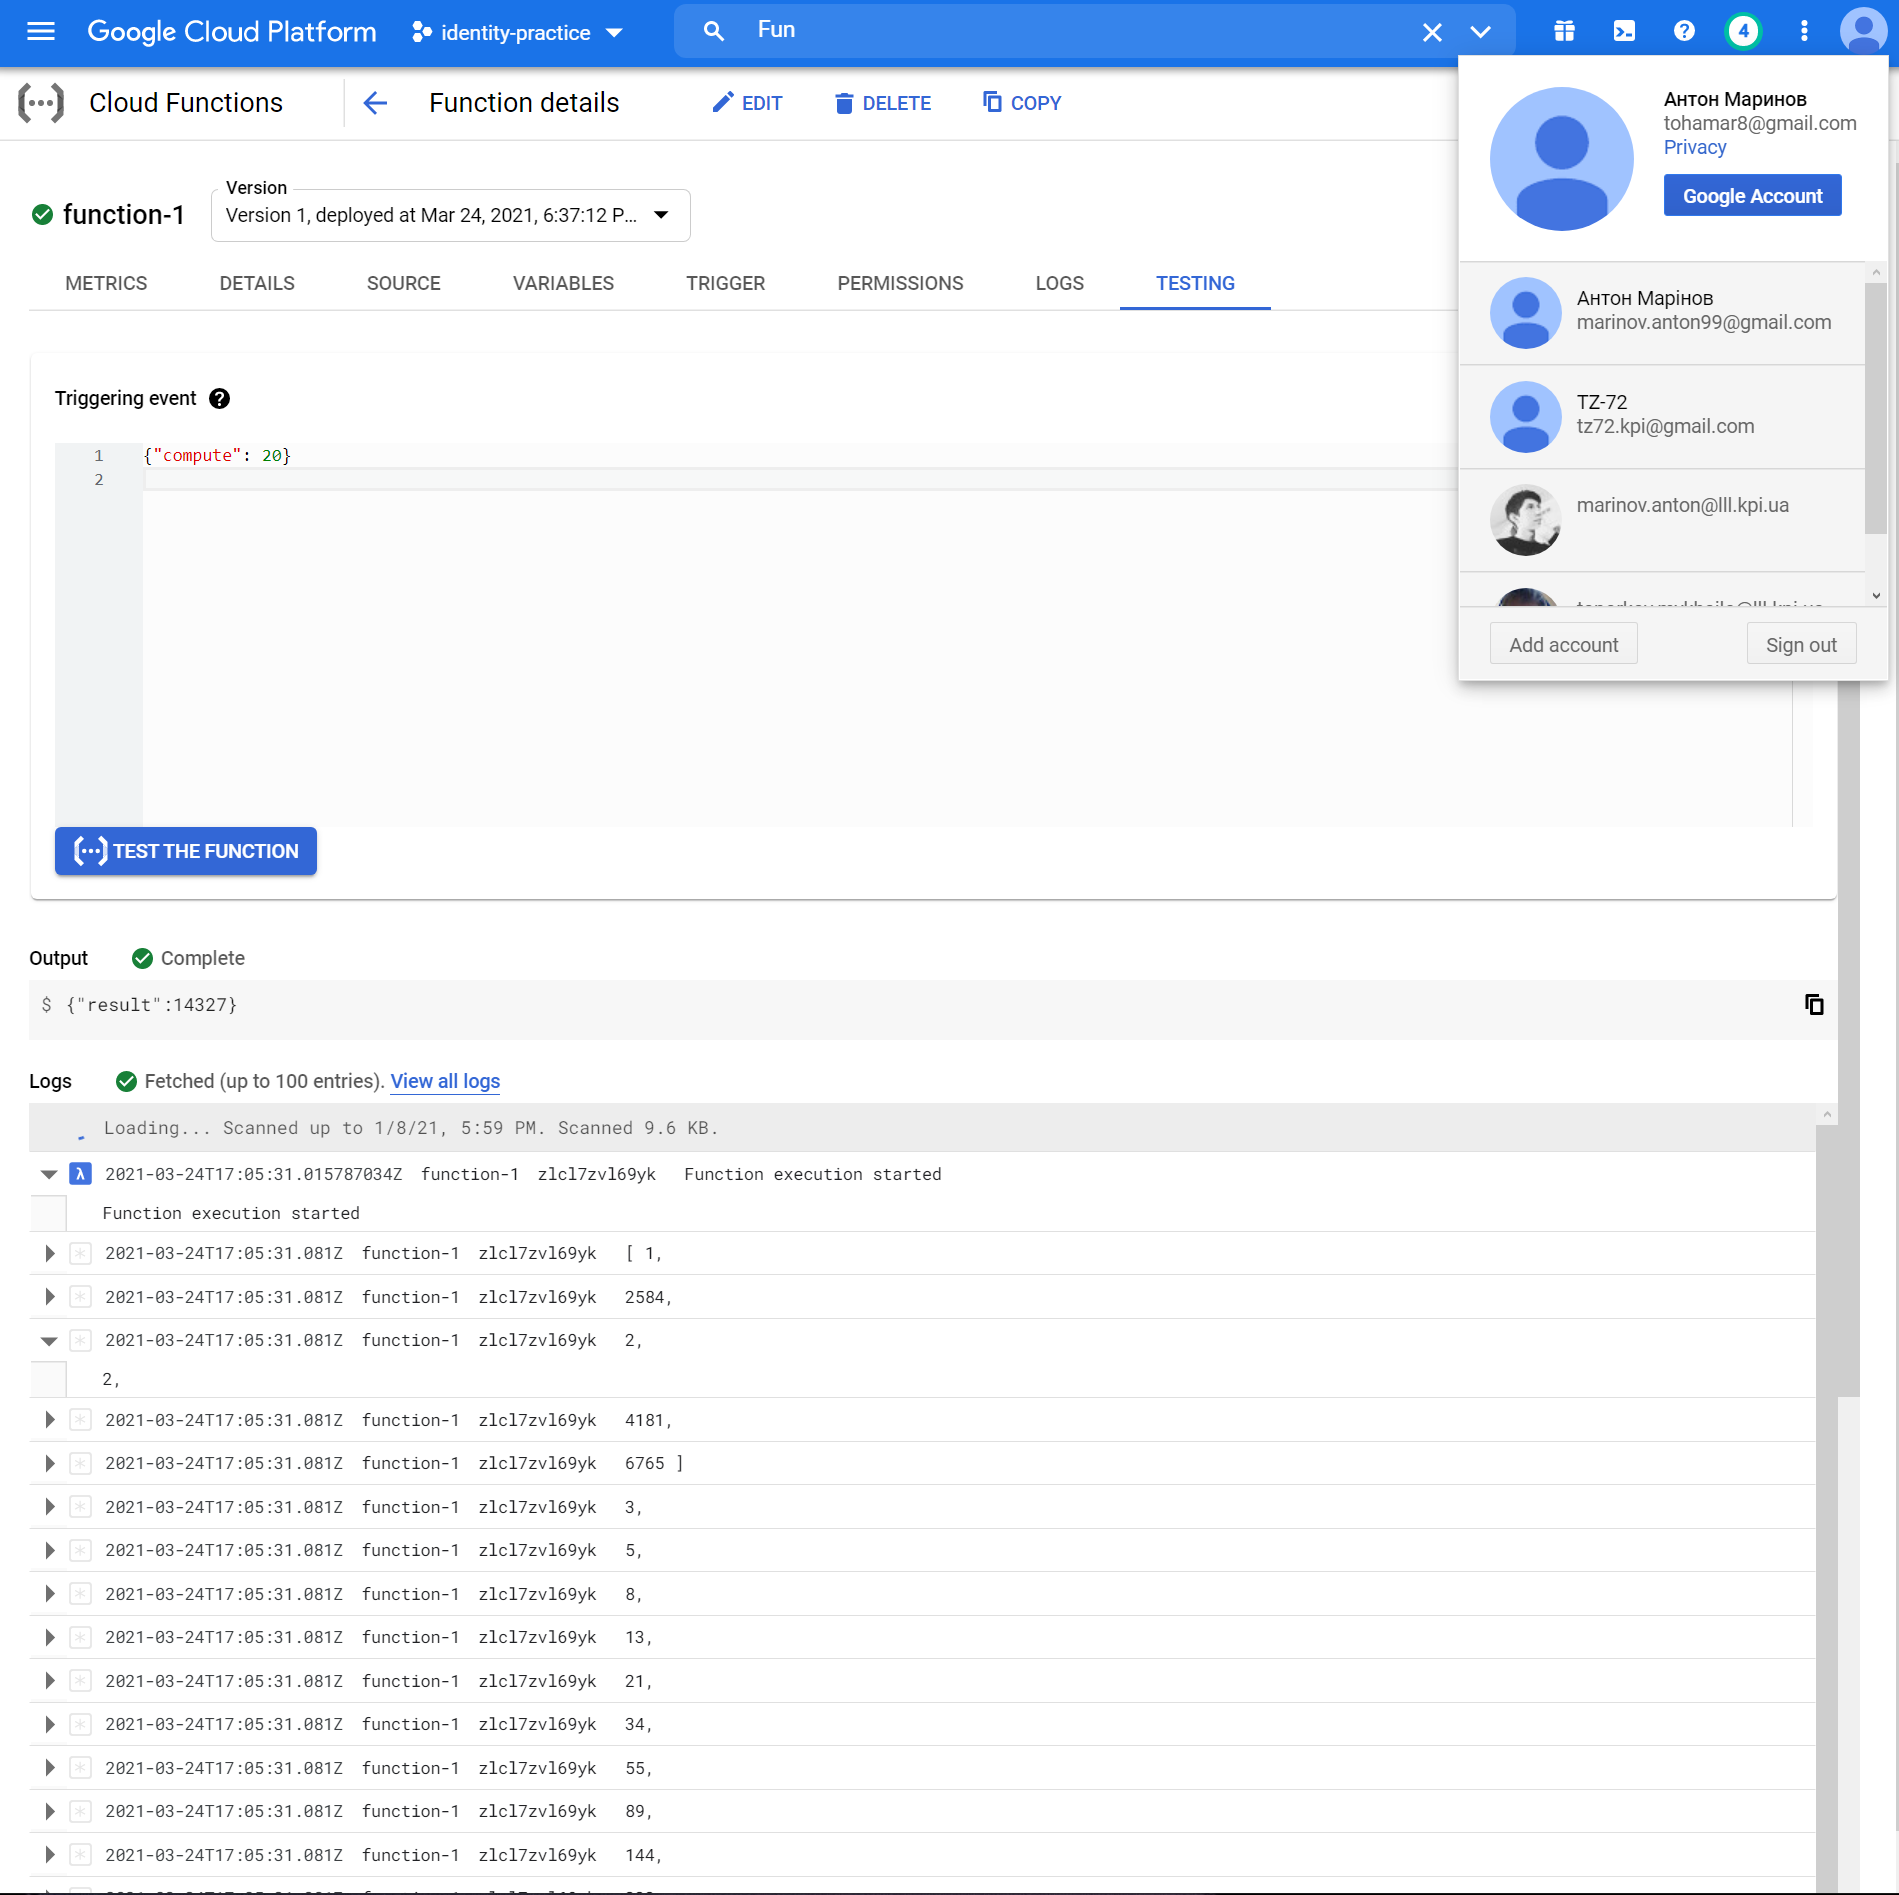 Google Cloud Platform identity-practice Fun 4
Cloud Functions Function details EDIT DELETE COPY
Антон Маринов
tohamar8@gmail.com
Privacy
Google Account
Антон Марінов
marinov.anton99@gmail.com
TZ-72
tz72.kpi@gmail.com
marinov.anton@lll.kpi.ua
Add account Sign out
function-1
Version
Version 1, deployed at Mar 24, 2021, 6:37:12 P...
METRICS DETAILS SOURCE VARIABLES TRIGGER PERMISSIONS LOGS TESTING
Triggering event
1 {"compute": 20}
2
TEST THE FUNCTION
Output Complete
$ {"result":14327}
Logs Fetched (up to 100 entries). View all logs
Loading... Scanned up to 1/8/21, 5:59 PM. Scanned 9.6 KB.
λ 2021-03-24T17:05:31.015787034Z function-1 zlcl7zvl69yk Function execution started
Function execution started
2021-03-24T17:05:31.081Z function-1 zlcl7zvl69yk [ 1,
2021-03-24T17:05:31.081Z function-1 zlcl7zvl69yk 2584,
2021-03-24T17:05:31.081Z function-1 zlcl7zvl69yk 2,
2,
2021-03-24T17:05:31.081Z function-1 zlcl7zvl69yk 4181,
2021-03-24T17:05:31.081Z function-1 zlcl7zvl69yk 6765 ]
2021-03-24T17:05:31.081Z function-1 zlcl7zvl69yk 3,
2021-03-24T17:05:31.081Z function-1 zlcl7zvl69yk 5,
2021-03-24T17:05:31.081Z function-1 zlcl7zvl69yk 8,
2021-03-24T17:05:31.081Z function-1 zlcl7zvl69yk 13,
2021-03-24T17:05:31.081Z function-1 zlcl7zvl69yk 21,
2021-03-24T17:05:31.081Z function-1 zlcl7zvl69yk 34,
2021-03-24T17:05:31.081Z function-1 zlcl7zvl69yk 55,
2021-03-24T17:05:31.081Z function-1 zlcl7zvl69yk 89,
2021-03-24T17:05:31.081Z function-1 zlcl7zvl69yk 144,